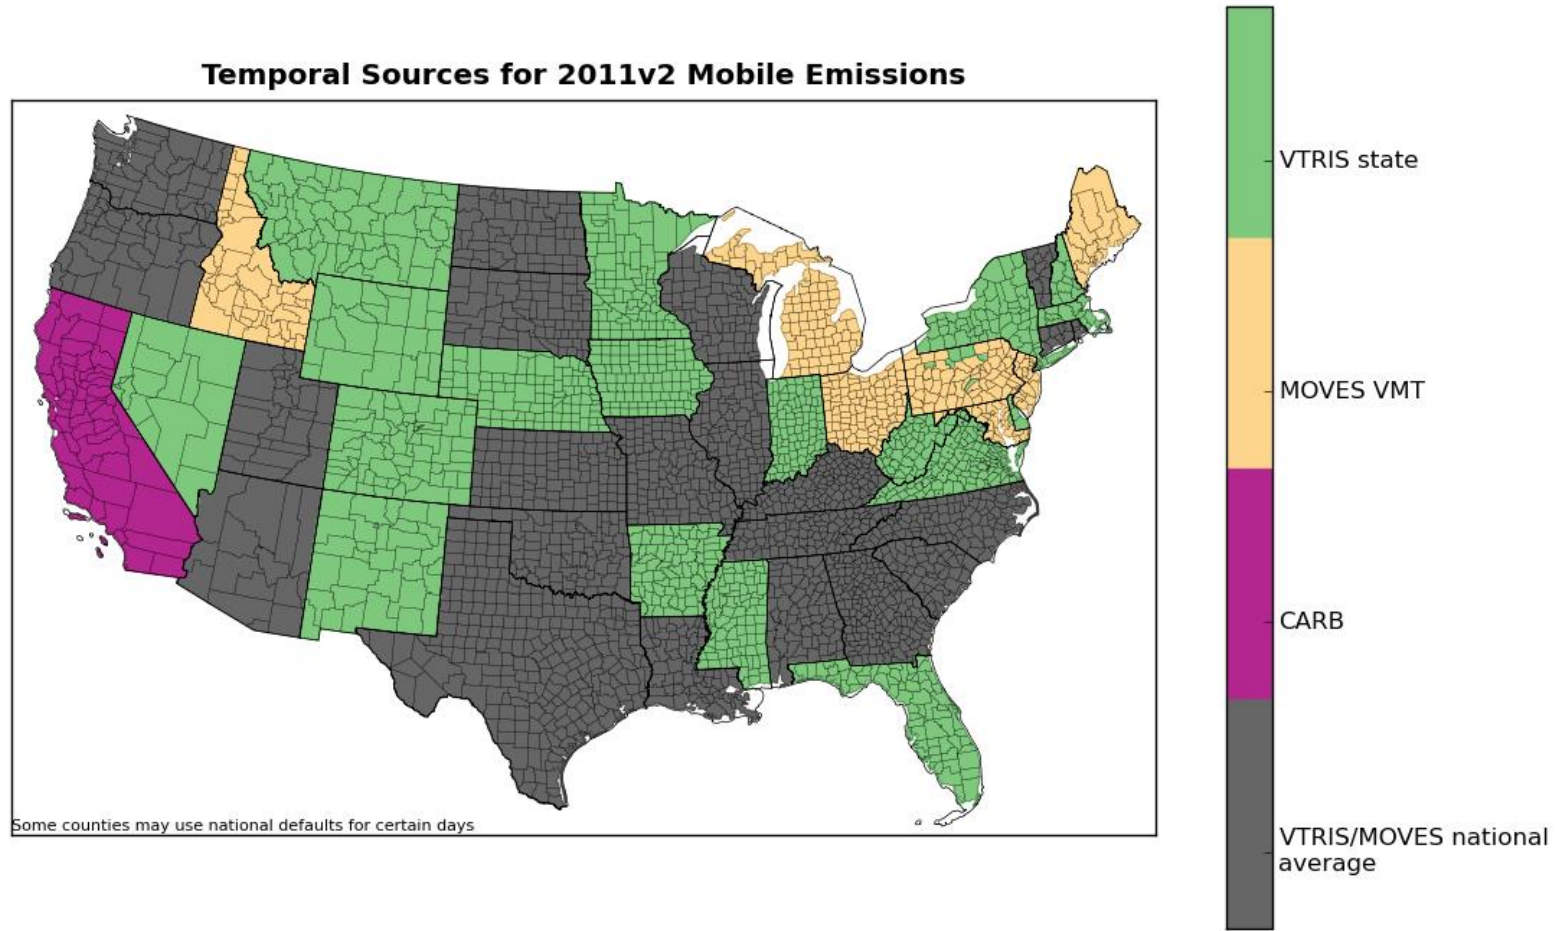 Temporal Sources for 2011v2 Mobile Emissions
VTRIS state
MOVES VMT
CARB
VTRIS/MOVES national
average
Some counties may use national defaults for certain days